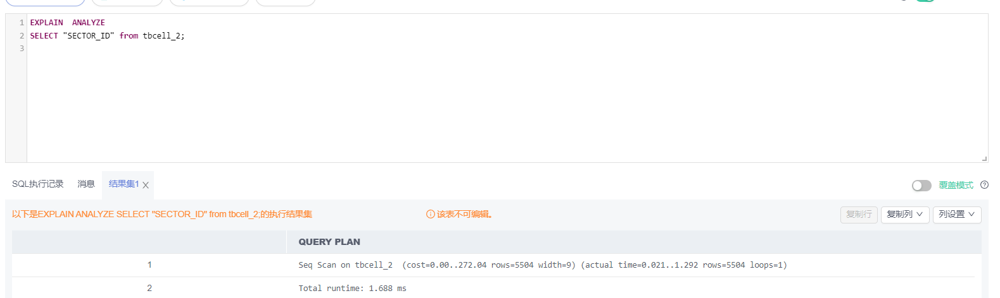 1 EXPLAIN  ANALYZE
2 SELECT "SECTOR_ID" from tbcell_2;
3
SQL执行记录 消息 结果集1 覆盖模式
以下是EXPLAIN ANALYZE SELECT "SECTOR_ID" from tbcell_2;的执行结果集 该表不可编辑。 复制行 复制列 列设置
QUERY PLAN
1 Seq Scan on tbcell_2  (cost=0.00..272.04 rows=5504 width=9) (actual time=0.021..1.292 rows=5504 loops=1)
2 Total runtime: 1.688 ms